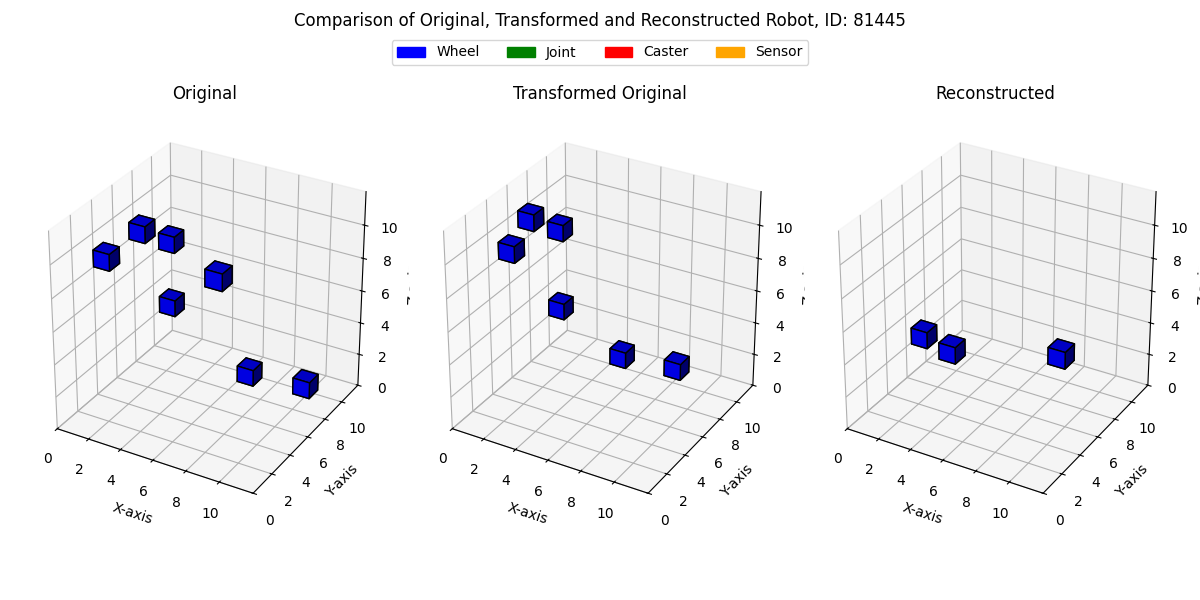 Comparison of Original, Transformed and Reconstructed Robot, ID: 81445
Wheel Joint Caster Sensor
Original
Transformed Original
Reconstructed
0 2 4 6 8 10
X-axis
0 2 4 6 8 10
Y-axis
0 2 4 6 8 10
0 2 4 6 8 10
X-axis
0 2 4 6 8 10
Y-axis
0 2 4 6 8 10
0 2 4 6 8 10
X-axis
0 2 4 6 8 10
Y-axis
0 2 4 6 8 10